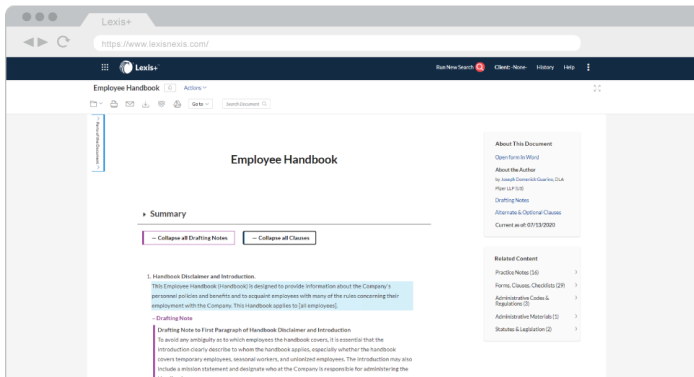 Lexis+
https://www.lexisnexis.com/
Lexis+
Run New Search
Client: -None-
History
Help
Employee Handbook
Actions
Go to
Search Document
Employee Handbook
Summary
— Collapse all Drafting Notes
— Collapse all Clauses
1. Handbook Disclaimer and Introduction.
This Employee Handbook (Handbook) is designed to provide information about the Company's
personnel policies and benefits and to acquaint employees with many of the rules concerning their
employment with the Company. This Handbook applies to [all employees].
—Drafting Note
Drafting Note to First Paragraph of Handbook Disclaimer and Introduction
To avoid any ambiguity as to which employees the handbook covers, it is essential that the
introduction clearly describe to whom the handbook applies, especially whether the handbook
covers temporary employees, seasonal workers, and unionized employees. The introduction may also
include a mission statement and designate who at the Company is responsible for administering the
About This Document
Open form in Word
About the Author
by Joseph Domenick Guarino, DLA
Piper LLP (US)
Drafting Notes
Alternate & Optional Clauses
Current as of: 07/13/2020
Related Content
Practice Notes (16)
Forms, Clauses, Checklists (29)
Administrative Codes &
Regulations (3)
Administrative Materials (1)
Statutes & Legislation (2)